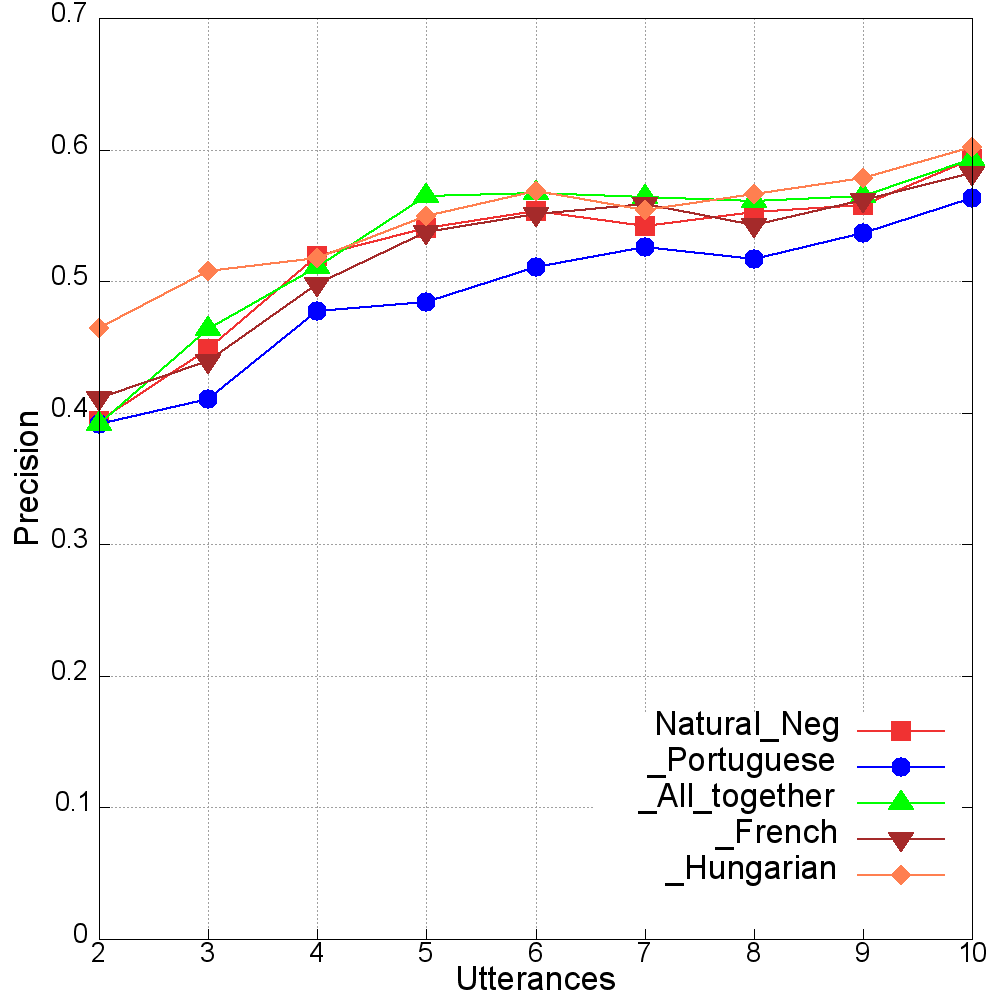 0.7
0.6
0.5
0.4
0.3
0.2
0.1
0
Precision
2 3 4 5 6 7 8 9 10
Utterances
Natural_Neg
_Portuguese
_All_together
_French
_Hungarian